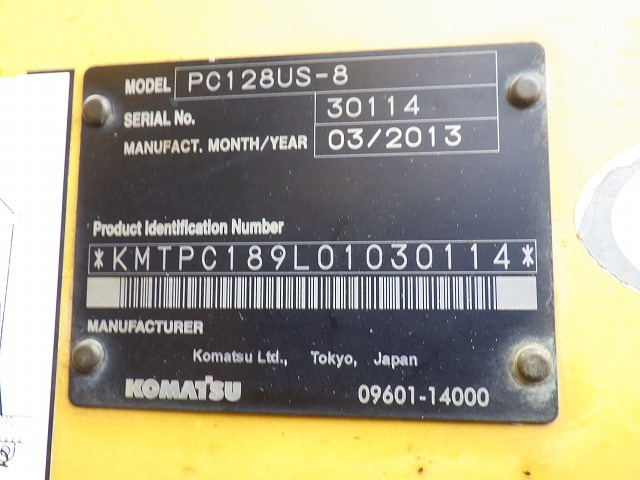 MODEL PC128US-8
SERIAL No. 30114
MANUFACT. MONTH/YEAR 03/2013
Product Identification Number
*KMTPC189L01030114*
MANUFACTURER
Komatsu Ltd., Tokyo, Japan
KOMATSU 09601-14000